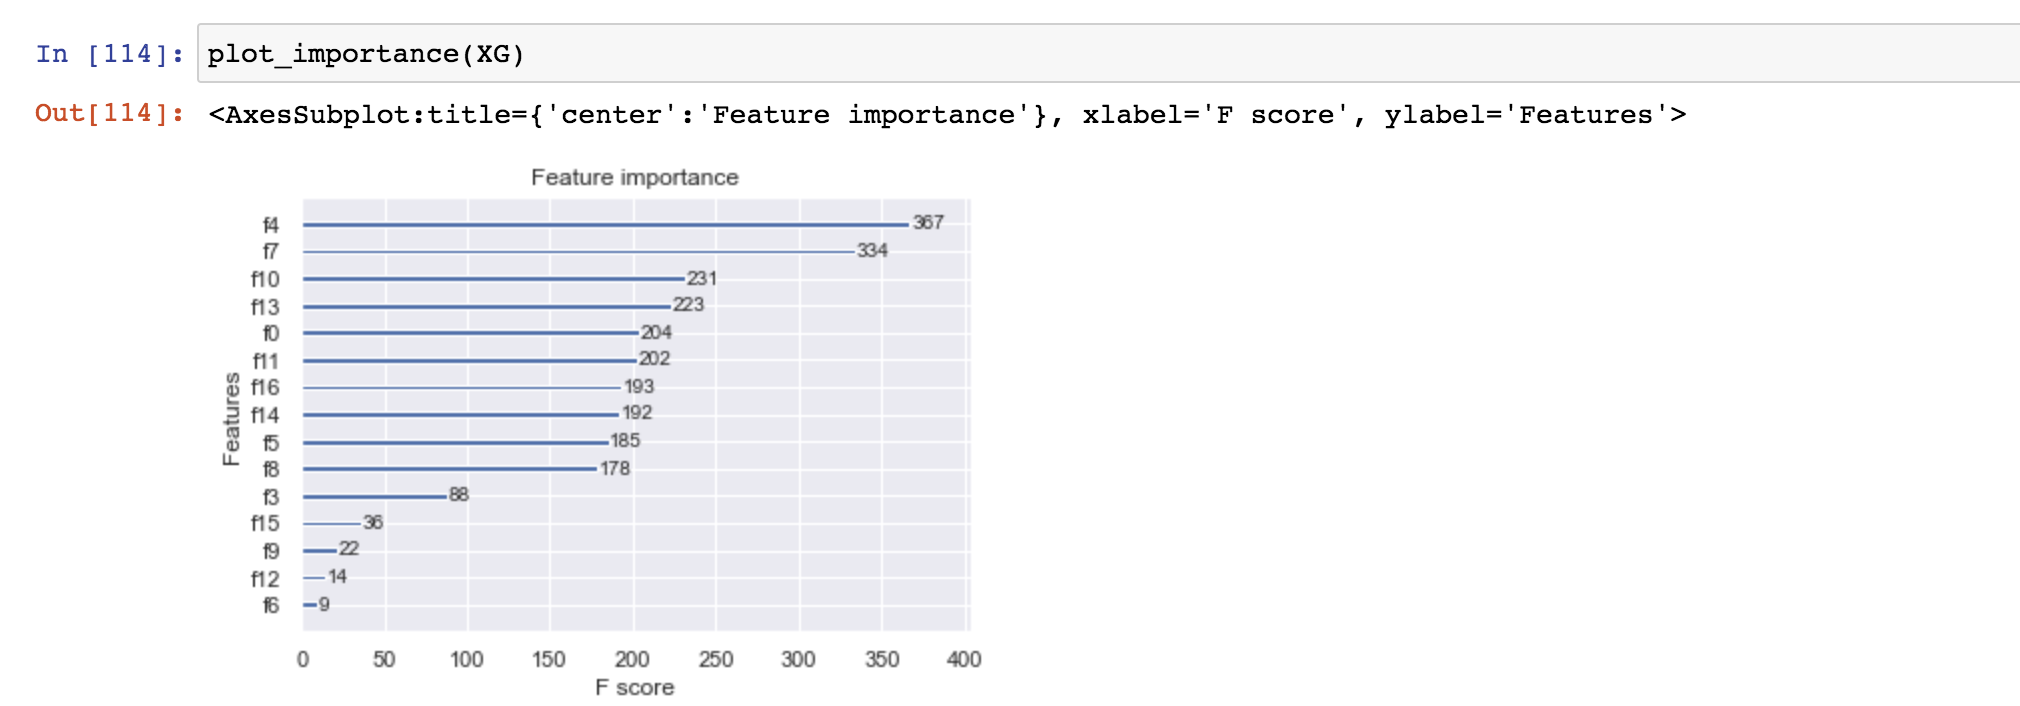 In [114]: plot_importance(XG)
Out[114]: <AxesSubplot:title={'center':'Feature importance'}, xlabel='F score', ylabel='Features'>
Feature importance
f4 367
f7 334
f10 231
f13 223
f0 204
f11 202
f16 193
f14 192
f5 185
f8 178
f3 88
f15 36
f9 22
f12 14
f6 9
Features
0 50 100 150 200 250 300 350 400
F score